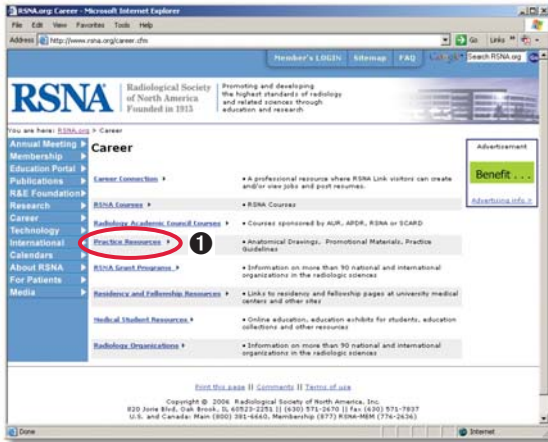 RSNA.org: Career - Microsoft Internet Explorer
File Edit View Favorites Tools Help
Address http://www.rsna.org/career.cfm Go Links
Member's LOGIN Sitemap FAQ Search RSNA.org
RSNA
Radiological Society
of North America
Founded in 1915
Promoting and developing
the highest standards of radiology
and related sciences through
education and research
You are here: RSNA.org > Career
Annual Meeting
Membership
Education Portal
Publications
R&E Foundation
Research
Career
Technology
International
Calendars
About RSNA
For Patients
Media
Career
Career Connection
• A professional resource where RSNA Link visitors can create
and/or view jobs and post resumes.
RSNA Courses
• RSNA Courses
Radiology Academic Council Courses
• Courses sponsored by AUR, APDR, RSNA or SCARD
Practice Resources 1
• Anatomical Drawings, Promotional Materials, Practice
Guidelines
RSNA Grant Programs
• Information on more than 90 national and international
organizations in the radiologic sciences
Residency and Fellowship Resources
• Links to residency and fellowship pages at university medical
centers and other sites
Medical Student Resources
• Online education, education exhibits for students, education
collections and other resources
Radiology Organizations
• Information on more than 90 national and international
organizations in the radiologic sciences
Advertisement
Benefit . . .
Advertising info >
Print this page || Comments || Terms of use
Copyright © 2006 Radiological Society of North America, Inc.
820 Jorie Blvd, Oak Brook, IL 60523-2251 || (630) 571-2670 || fax (630) 571-7837
U.S. and Canada: Main (800) 381-6660, Membership (877) RSNA-MEM (776-2636)
Done Internet